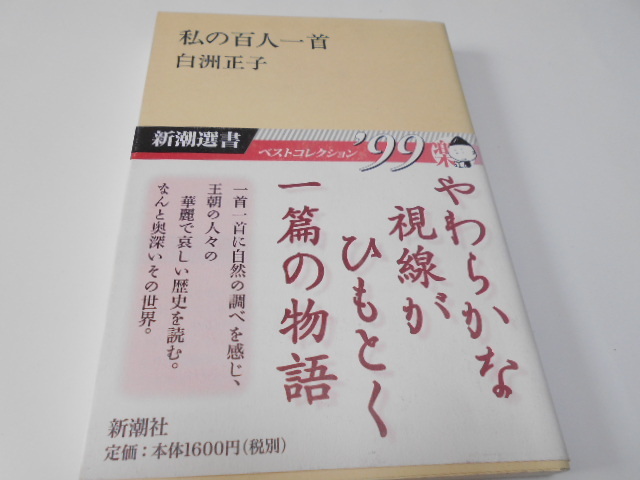 私の百人一首
白洲正子
新潮選書
ベストコレクション
'99
楽
やわらかな
視線が
ひもとく
一篇の物語
一首一首に自然の調べを感じ、
王朝の人々の
華麗で哀しい歴史を読む。
なんと奥深いその世界。
新潮社
定価：本体1600円（税別）